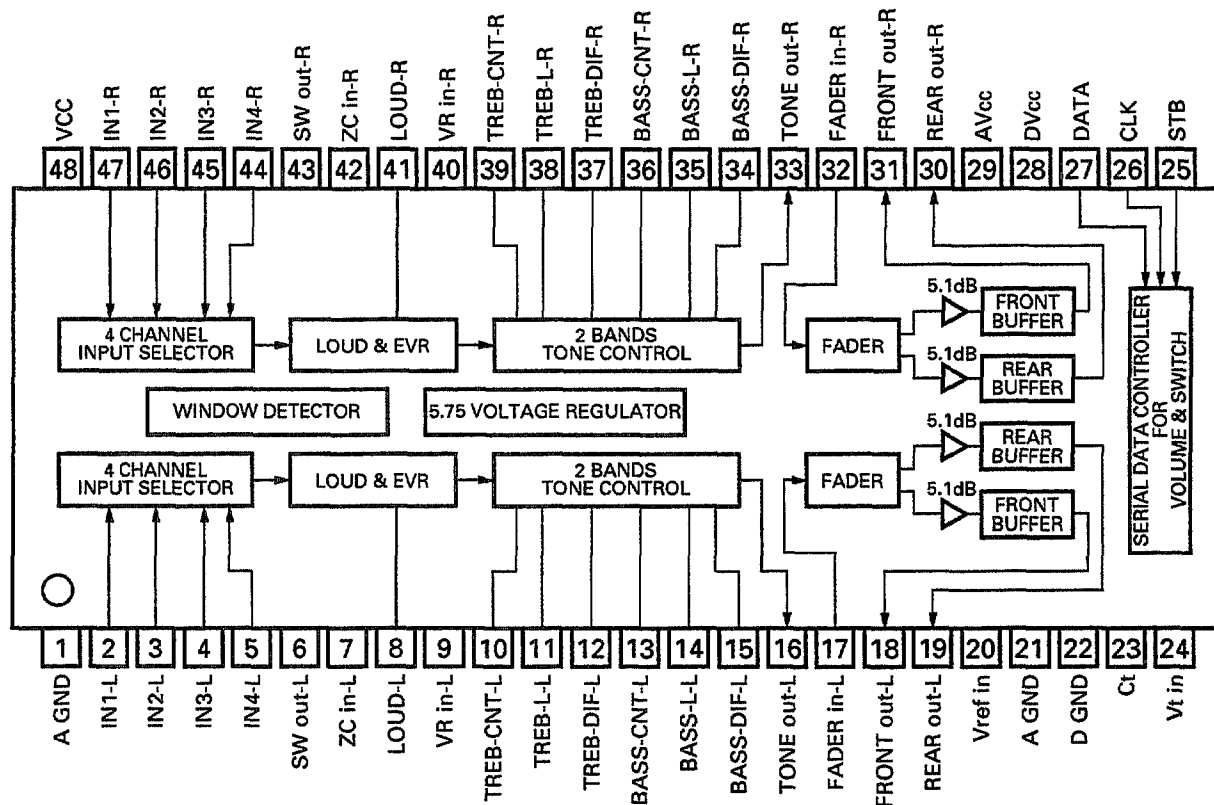 VCC
IN1-R
IN2-R
IN3-R
IN4-R
SW out-R
ZC in-R
LOUD-R
VR in-R
TREB-CNT-R
TREB-L-R
TREB-DIF-R
BASS-CNT-R
BASS-L-R
BASS-DIF-R
TONE out-R
FADER in-R
FRONT out-R
REAR out-R
AVcc
DVcc
DATA
CLK
STB
48 47 46 45 44 43 42 41 40 39 38 37 36 35 34 33 32 31 30 29 28 27 26 25
4 CHANNEL
INPUT SELECTOR
LOUD & EVR
2 BANDS
TONE CONTROL
FADER
5.1dB
FRONT
BUFFER
5.1dB
REAR
BUFFER
WINDOW DETECTOR
5.75 VOLTAGE REGULATOR
4 CHANNEL
INPUT SELECTOR
LOUD & EVR
2 BANDS
TONE CONTROL
FADER
5.1dB
REAR
BUFFER
5.1dB
FRONT
BUFFER
SERIAL DATA CONTROLLER
FOR
VOLUME & SWITCH
1 2 3 4 5 6 7 8 9 10 11 12 13 14 15 16 17 18 19 20 21 22 23 24
A GND
IN1-L
IN2-L
IN3-L
IN4-L
SW out-L
ZC in-L
LOUD-L
VR in-L
TREB-CNT-L
TREB-L-L
TREB-DIF-L
BASS-CNT-L
BASS-L-L
BASS-DIF-L
TONE out-L
FADER in-L
FRONT out-L
REAR out-L
Vref in
A GND
D GND
Ct
Vt in